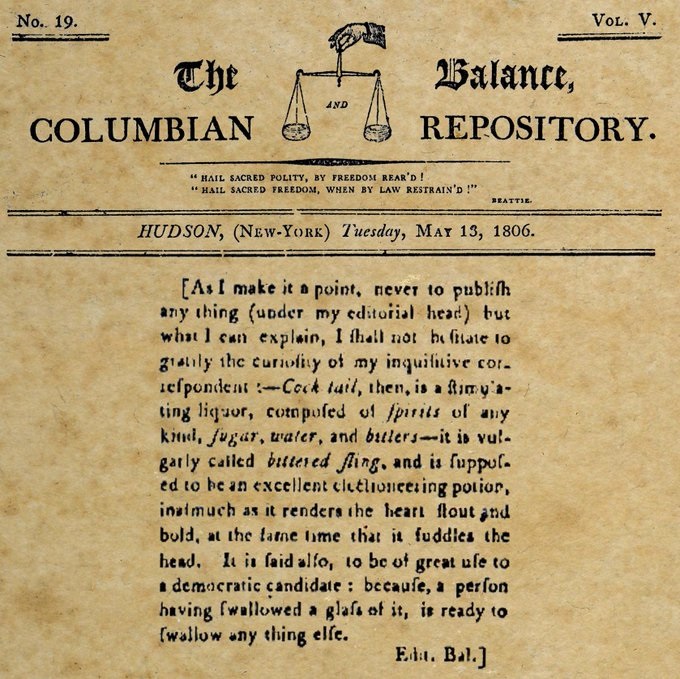 No. 19.
VOL. V.
The Balance,
AND
COLUMBIAN REPOSITORY.
" HAIL SACRED POLITY, BY FREEDOM REAR'D !
" HAIL SACRED FREEDOM, WHEN BY LAW RESTRAIN'D !"
BEATTIE.
HUDSON, (NEW-YORK) Tuesday, MAY 13, 1806.
[As I make it a point, never to publiſh
any thing (under my editorial head) but
what I can explain, I ſhall not heſitate to
gratify the curioſity of my inquiſitive cor-
reſpondent :—Cock tail, then, is a ſtimula-
ting liquor, compoſed of ſpirits of any
kind, ſugar, water, and bitters—it is vul-
garly called bittered ſling, and is ſuppoſ-
ed to be an excellent electioneering potion,
inaſmuch as it renders the heart ſtout and
bold, at the ſame time that it fuddles the
head. It is ſaid alſo, to be of great uſe to
a democratic candidate : becauſe, a perſon
having ſwallowed a glaſs of it, is ready to
ſwallow any thing elſe.
Edit. Bal.]